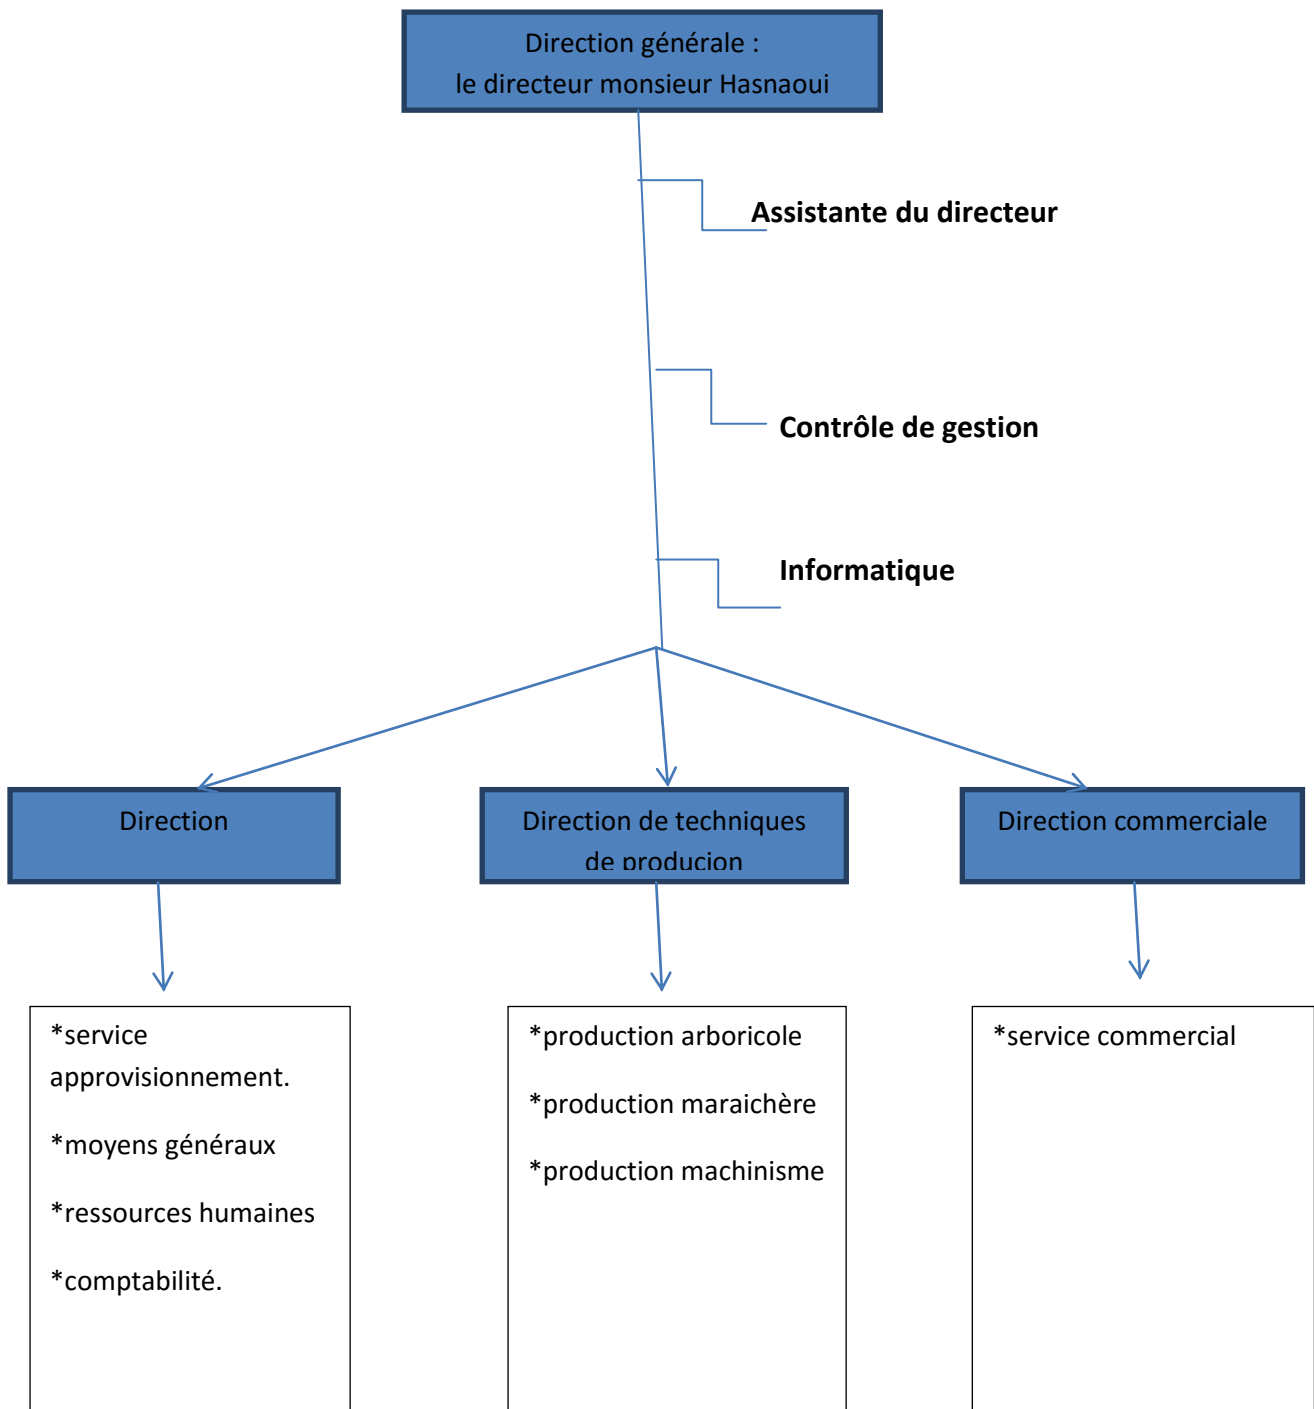 Direction générale :
le directeur monsieur Hasnaoui
Assistante du directeur
Contrôle de gestion
Informatique
Direction
Direction de techniques
de producion
Direction commerciale
*service
approvisionnement.
*moyens généraux
*ressources humaines
*comptabilité.
*production arboricole
*production maraichère
*production machinisme
*service commercial